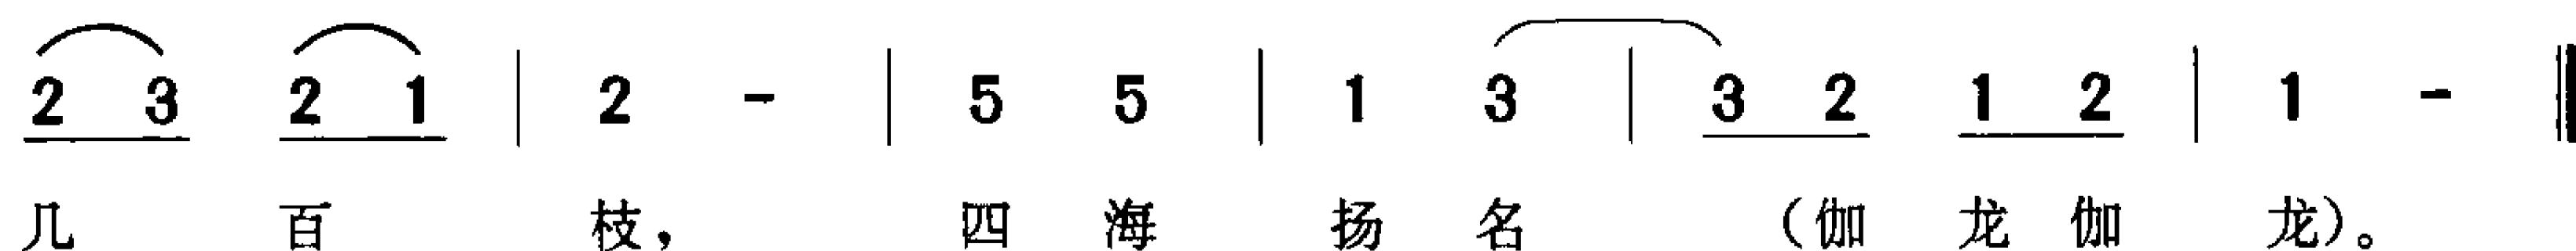 2 3 2 1 | 2 - | 5 5 | 1 3 | 3 2 1 2 | 1 - ‖
几 百 枝， 四 海 扬 名 （伽 龙 伽 龙）。